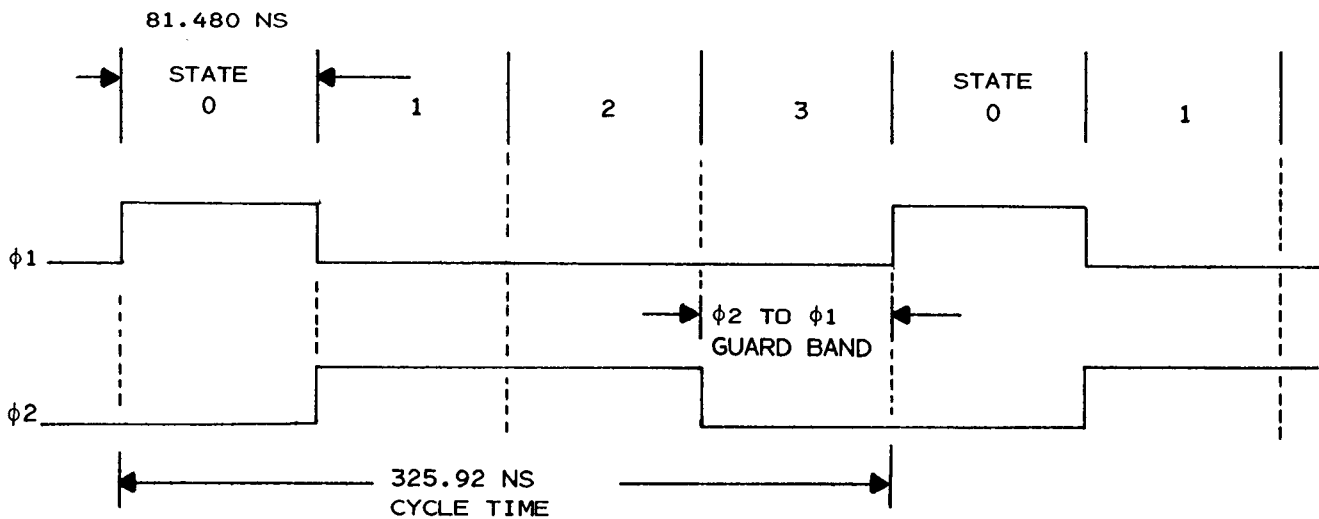 81.480 NS
STATE
0
1
2
3
STATE
0
1
ϕ1
ϕ2 TO ϕ1
GUARD BAND
ϕ2
325.92 NS
CYCLE TIME